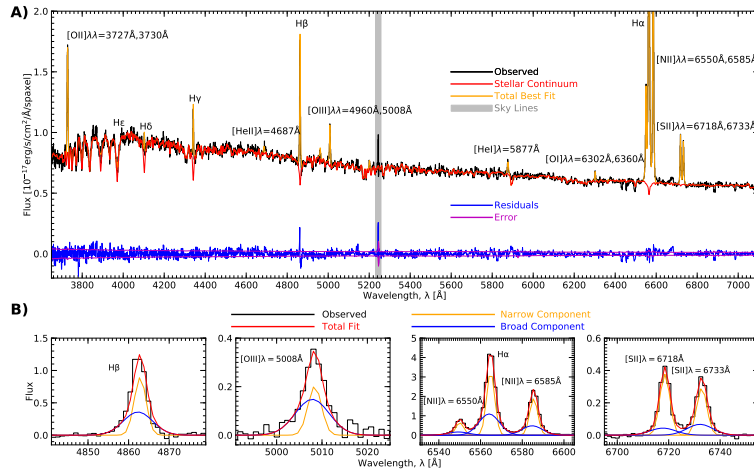 A)
2.0
1.5
1.0
0.5
0.0
Flux [10⁻¹⁷erg/s/cm²/Å/spaxel]
[OII]λλ=3727Å,3730Å
Hε
Hδ
Hγ
[HeII]λ=4687Å
Hβ
[OIII]λλ=4960Å,5008Å
Observed
Stellar Continuum
Total Best Fit
Sky Lines
Hα
[NII]λλ=6550Å,6585Å
[SII]λλ=6718Å,6733Å
[HeI]λ=5877Å
[OI]λλ=6302Å,6360Å
Residuals
Error
3800 4000 4200 4400 4600 4800 5000 5200 5400 5600 5800 6000 6200 6400 6600 6800 7000
Wavelength, λ [Å]
B)
Observed
Total Fit
Narrow Component
Broad Component
Flux
1.5
1.0
0.5
0.0
Hβ
4850 4860 4870
0.4
0.2
0.0
[OIII]λ = 5008Å
5000 5010 5020
5
4
3
2
1
0
Hα
[NII]λ = 6550Å
[NII]λ = 6585Å
6540 6560 6580 6600
0.6
0.4
0.2
0.0
[SII]λ = 6718Å
[SII]λ = 6733Å
6700 6720 6740
Wavelength, λ [Å]